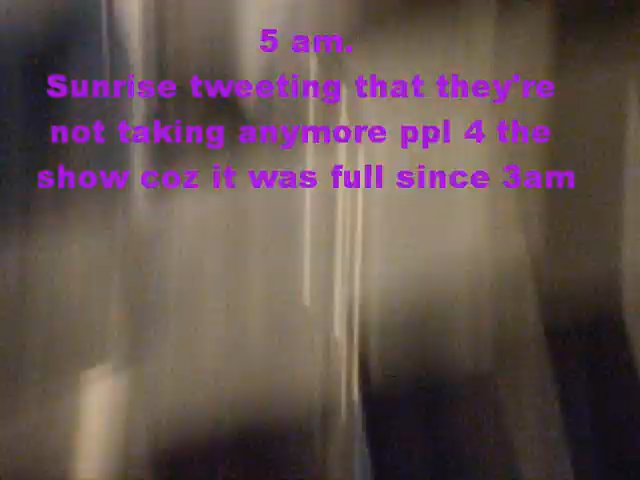 5 am.
Sunrise tweeting that they're
not taking anymore ppl 4 the
show coz it was full since 3am